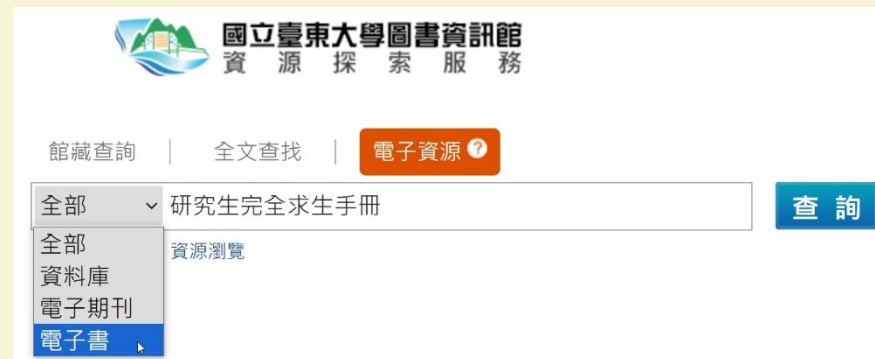 國立臺東大學圖書資訊館
資源探索服務
館藏查詢 | 全文查找 | 電子資源 ?
全部 研究生完全求生手冊 查詢
全部 資源瀏覽
資料庫
電子期刊
電子書